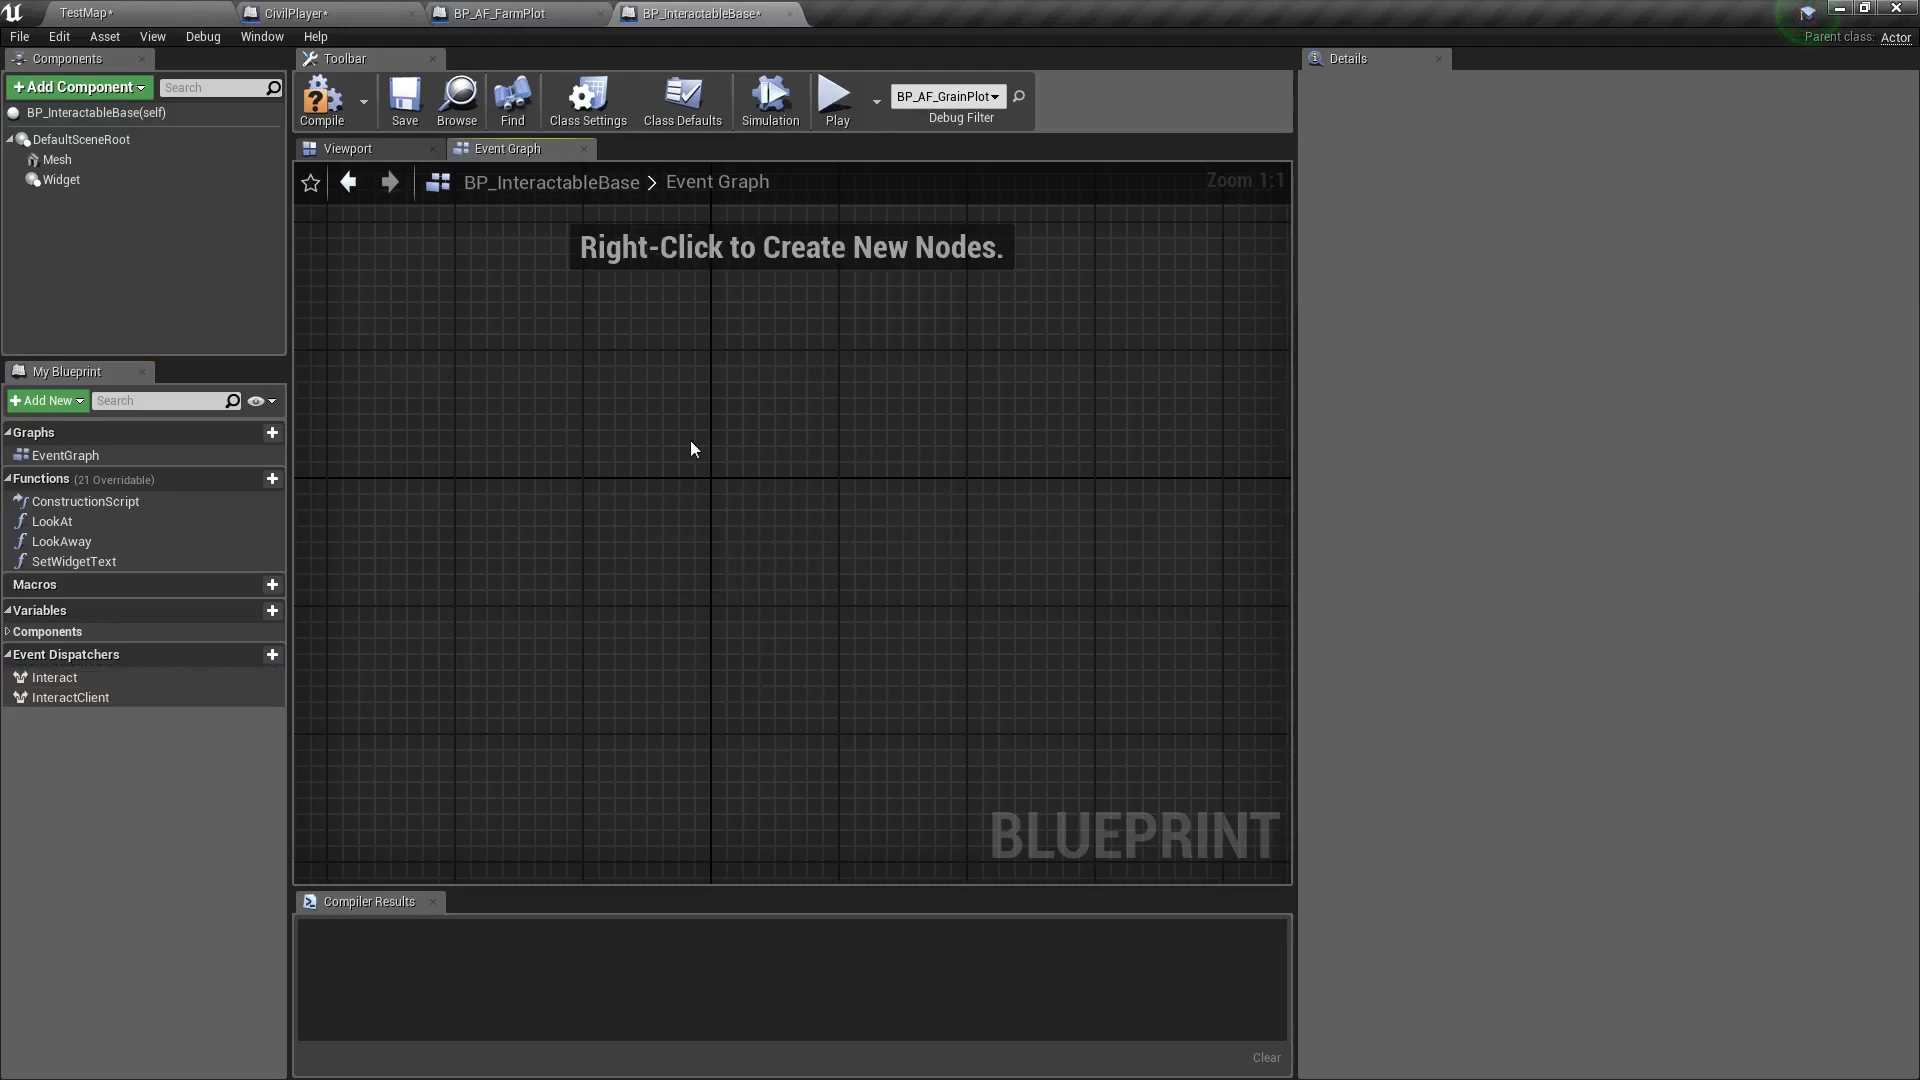 TestMap*
CivilPlayer*
BP_AF_FarmPlot
BP_InteractableBase*
File Edit Asset View Debug Window Help
Parent class: Actor
Components
+ Add Component
Search
BP_InteractableBase(self)
DefaultSceneRoot
Mesh
Widget
My Blueprint
+ Add New
Search
Graphs
EventGraph
Functions (21 Overridable)
ConstructionScript
LookAt
LookAway
SetWidgetText
Macros
Variables
Components
Event Dispatchers
Interact
InteractClient
Toolbar
Compile
Save
Browse
Find
Class Settings
Class Defaults
Simulation
Play
BP_AF_GrainPlot
Debug Filter
Viewport
Event Graph
BP_InteractableBase > Event Graph
Zoom 1:1
Right-Click to Create New Nodes.
BLUEPRINT
Compiler Results
Clear
Details